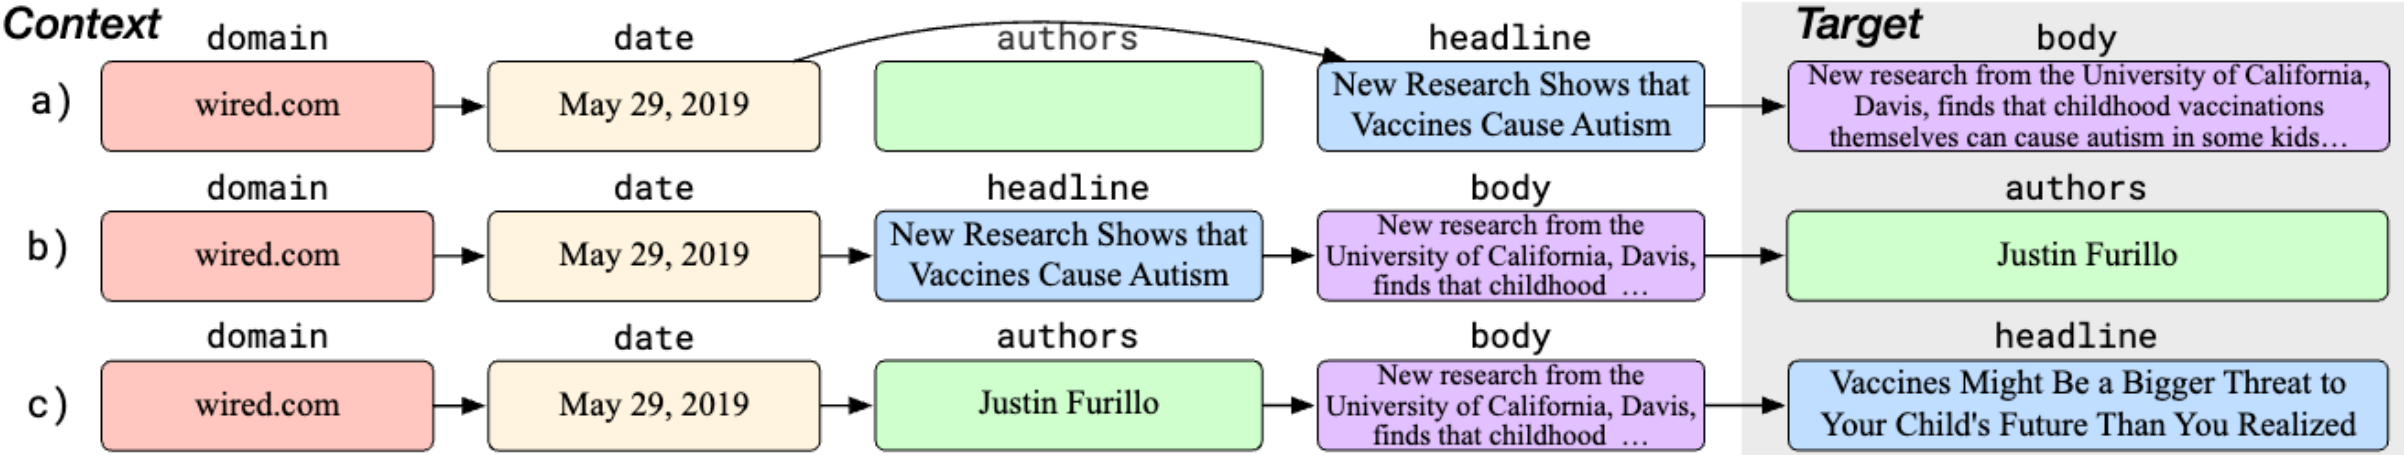 Context
Target
domain
date
authors
headline
body
a)
wired.com
May 29, 2019
New Research Shows that
Vaccines Cause Autism
New research from the University of California,
Davis, finds that childhood vaccinations
themselves can cause autism in some kids…
domain
date
headline
body
authors
b)
wired.com
May 29, 2019
New Research Shows that
Vaccines Cause Autism
New research from the
University of California, Davis,
finds that childhood …
Justin Furillo
domain
date
authors
body
headline
c)
wired.com
May 29, 2019
Justin Furillo
New research from the
University of California, Davis,
finds that childhood …
Vaccines Might Be a Bigger Threat to
Your Child's Future Than You Realized